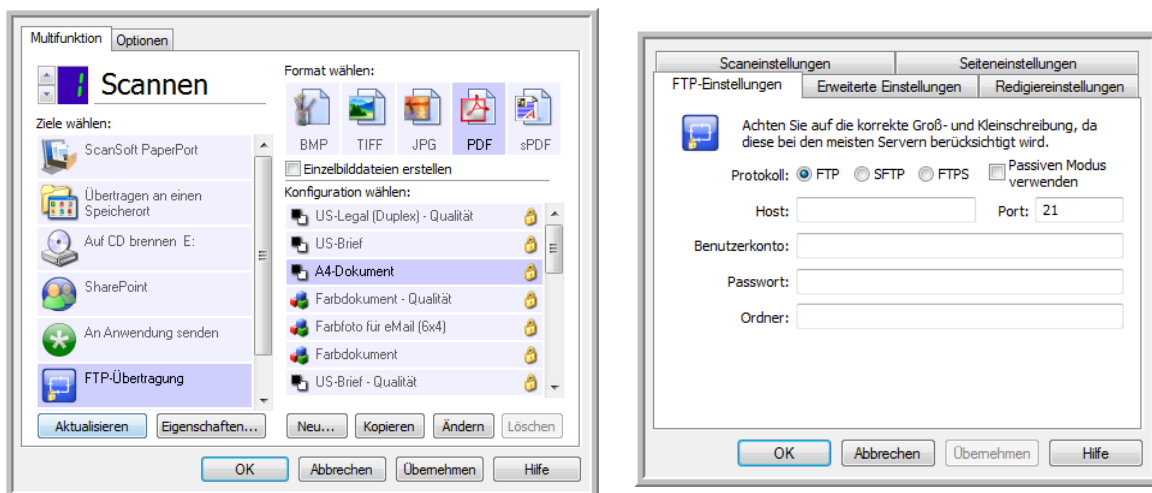 Multifunktion Optionen
1 Scannen
Ziele wählen:
ScanSoft PaperPort
Übertragen an einen
Speicherort
Auf CD brennen E:
SharePoint
An Anwendung senden
FTP-Übertragung
Aktualisieren Eigenschaften...
Format wählen:
BMP TIFF JPG PDF sPDF
Einzelbilddateien erstellen
Konfiguration wählen:
US-Legal (Duplex) - Qualität
US-Brief
A4-Dokument
Farbdokument - Qualität
Farbfoto für eMail (6x4)
Farbdokument
US-Brief - Qualität
Neu... Kopieren Ändern Löschen
OK Abbrechen Übernehmen Hilfe
Scaneinstellungen Seiteneinstellungen
FTP-Einstellungen Erweiterte Einstellungen Redigiereinstellungen
Achten Sie auf die korrekte Groß- und Kleinschreibung, da
diese bei den meisten Servern berücksichtigt wird.
Protokoll: FTP SFTP FTPS Passiven Modus
verwenden
Host: Port: 21
Benutzerkonto:
Passwort:
Ordner:
OK Abbrechen Übernehmen Hilfe